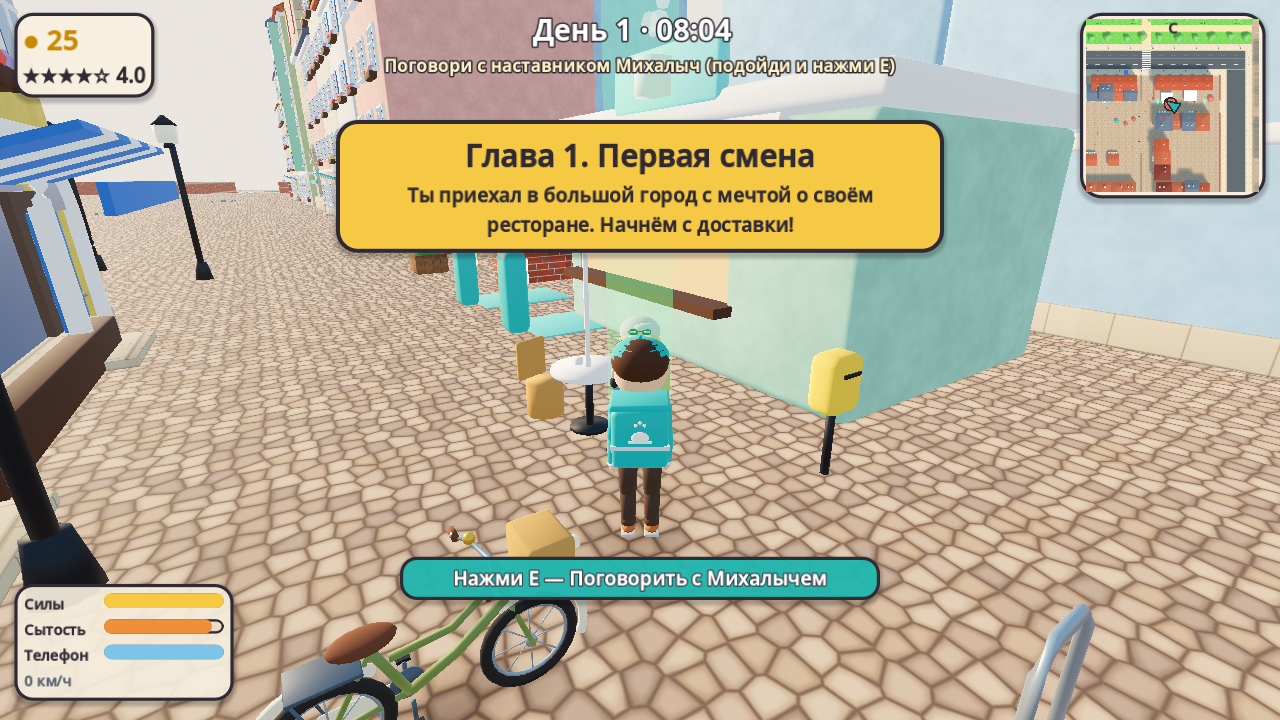 25
★★★★☆ 4.0
День 1 · 08:04
Поговори с наставником Михалыч (подойди и нажми E)
С
Глава 1. Первая смена
Ты приехал в большой город с мечтой о своём
ресторане. Начнём с доставки!
Нажми E — Поговорить с Михалычем
Силы
Сытость
Телефон
0 км/ч